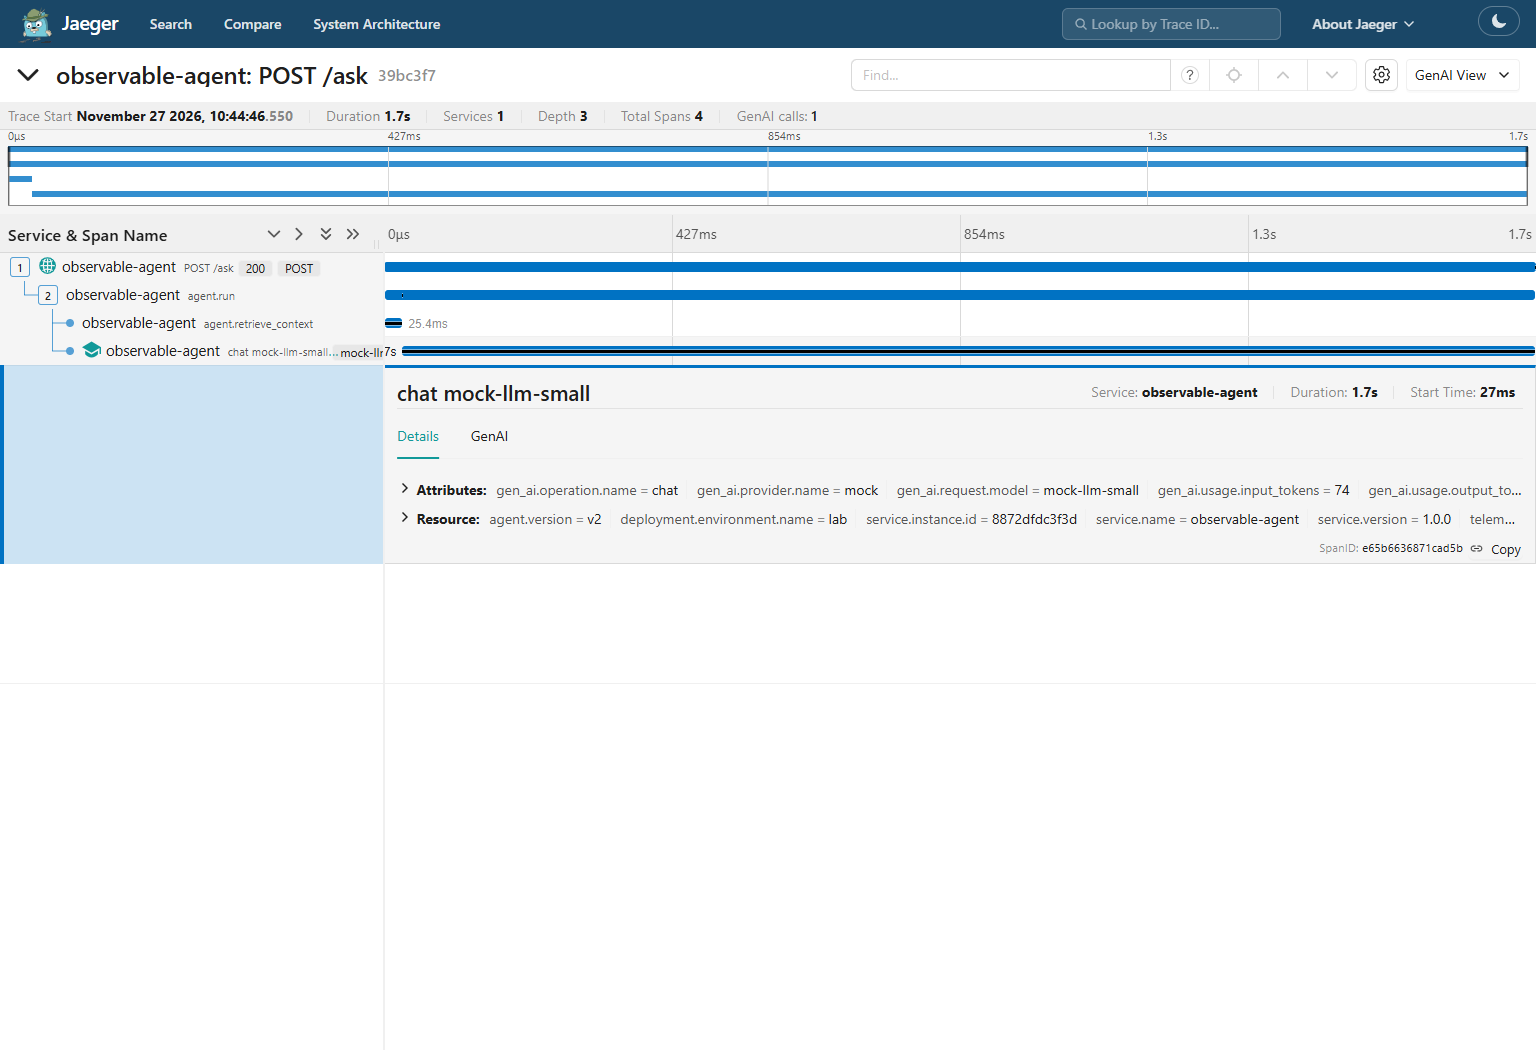 Jaeger Search Compare System Architecture Lookup by Trace ID... About Jaeger
observable-agent: POST /ask 39bc3f7 Find... ? GenAI View
Trace Start November 27 2026, 10:44:46.550 Duration 1.7s Services 1 Depth 3 Total Spans 4 GenAI calls: 1
0μs 427ms 854ms 1.3s 1.7s
Service & Span Name 0μs 427ms 854ms 1.3s 1.7s
1 observable-agent POST /ask 200 POST
2 observable-agent agent.run
observable-agent agent.retrieve_context 25.4ms
observable-agent chat mock-llm-small... mock-llm 7s
chat mock-llm-small Service: observable-agent Duration: 1.7s Start Time: 27ms
Details GenAI
Attributes: gen_ai.operation.name = chat gen_ai.provider.name = mock gen_ai.request.model = mock-llm-small gen_ai.usage.input_tokens = 74 gen_ai.usage.output_to...
Resource: agent.version = v2 deployment.environment.name = lab service.instance.id = 8872dfdc3f3d service.name = observable-agent service.version = 1.0.0 telem...
SpanID: e65b6636871cad5b Copy